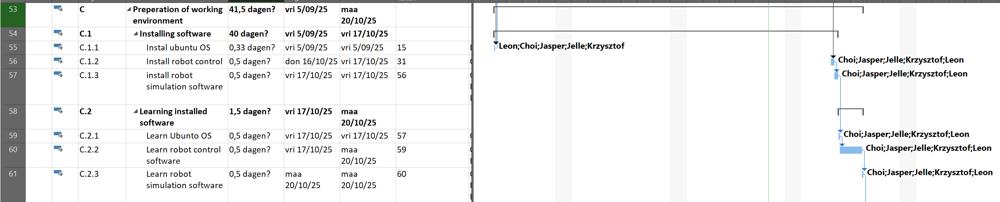 53 C Preperation of working 41,5 dagen? vri 5/09/25 maa
environment 20/10/25
54 C.1 Installing software 40 dagen? vri 5/09/25 vri 17/10/25
55 C.1.1 Instal ubuntu OS 0,33 dagen? vri 5/09/25 vri 5/09/25 15 Leon;Choi;Jasper;Jelle;Krzysztof
56 C.1.2 Install robot control 0,5 dagen? don 16/10/25 vri 17/10/25 31 Choi;Jasper;Jelle;Krzysztof;Leon
57 C.1.3 install robot 0,5 dagen? vri 17/10/25 vri 17/10/25 56 Choi;Jasper;Jelle;Krzysztof;Leon
simulation software
58 C.2 Learning installed 1,5 dagen? vri 17/10/25 maa
software 20/10/25
59 C.2.1 Learn Ubunto OS 0,5 dagen? vri 17/10/25 vri 17/10/25 57 Choi;Jasper;Jelle;Krzysztof;Leon
60 C.2.2 Learn robot control 0,5 dagen? vri 17/10/25 maa 59 Choi;Jasper;Jelle;Krzysztof;Leon
software 20/10/25
61 C.2.3 Learn robot 0,5 dagen? maa maa 60 Choi;Jasper;Jelle;Krzysztof;Leon
simulation software 20/10/25 20/10/25